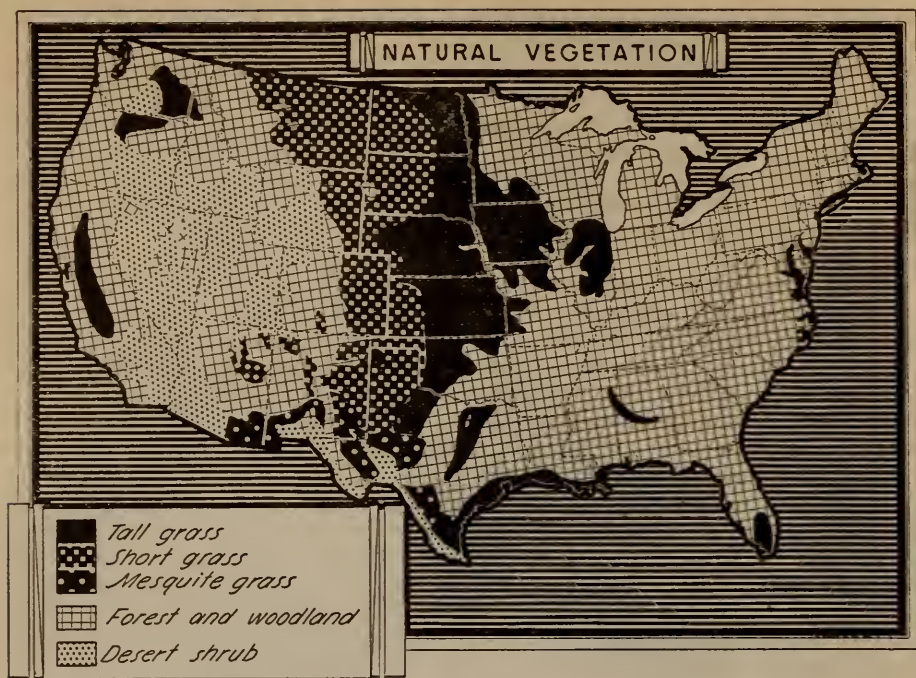 NATURAL VEGETATION
Tall grass
Short grass
Mesquite grass
Forest and woodland
Desert shrub